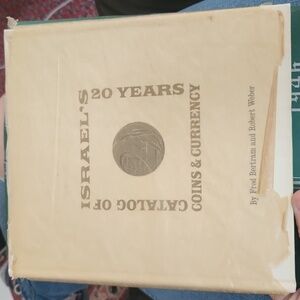 ISRAEL'S
20 YEARS
CATALOG OF
COINS & CURRENCY
By Fred Bertram and Robert Weber